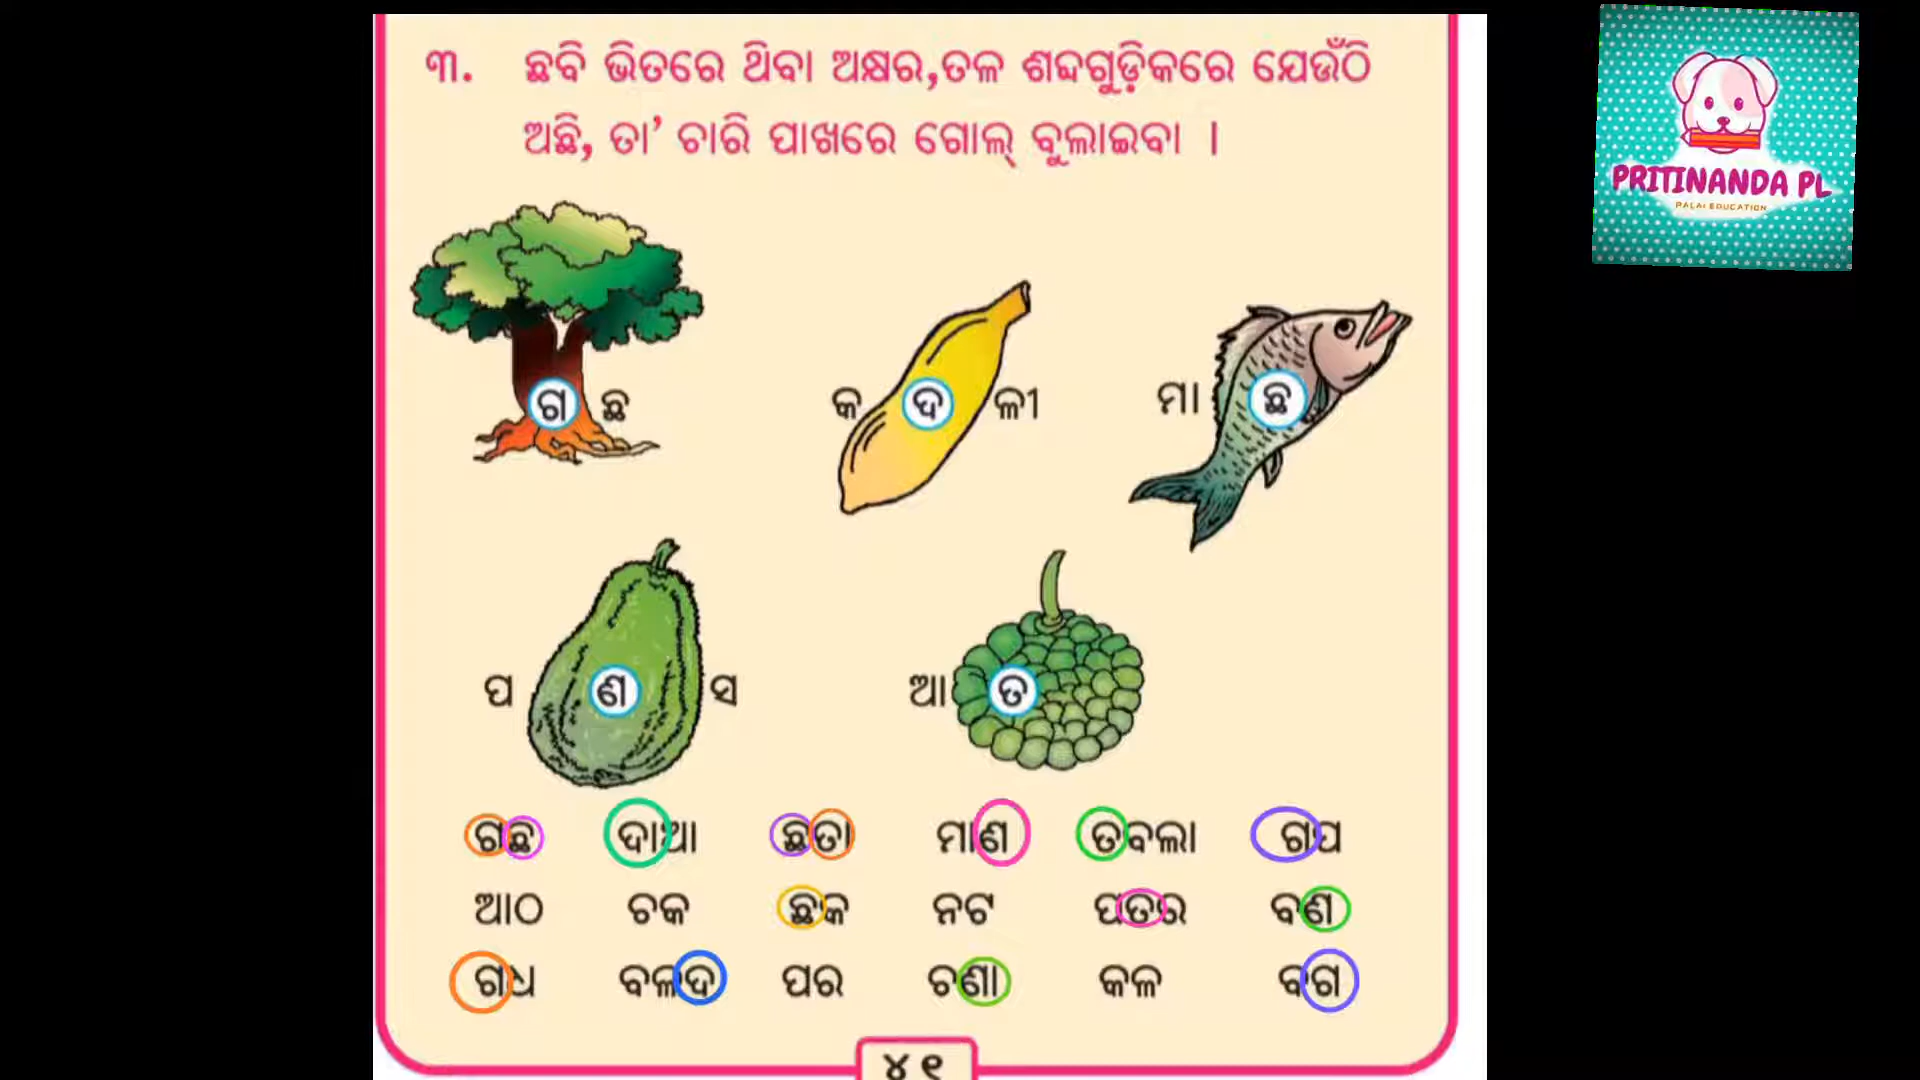 ୩. ଛବି ଭିତରେ ଥିବା ଅକ୍ଷର,ତଳ ଶବ୍ଦଗୁଡ଼ିକରେ ଯେଉଁଠି
ଅଛି, ତା’ ଚାରି ପାଖରେ ଗୋଲ୍ ବୁଲାଇବା ।
PRITINANDA PL
PALAI EDUCATION
ଗ ଛ
କ ଦ ଳୀ
ମା ଛ
ପ ଣ ସ
ଆ ତ
ଗଛ ଦାଆ ଛତା ମାଣ ତବଲା ଗପ
ଆଠ ଚକ ଛକ ନଟ ପତର ବଣ
ଗଧ ବଳଦ ପର ଚଣା କଳ ବଗ
୪୧